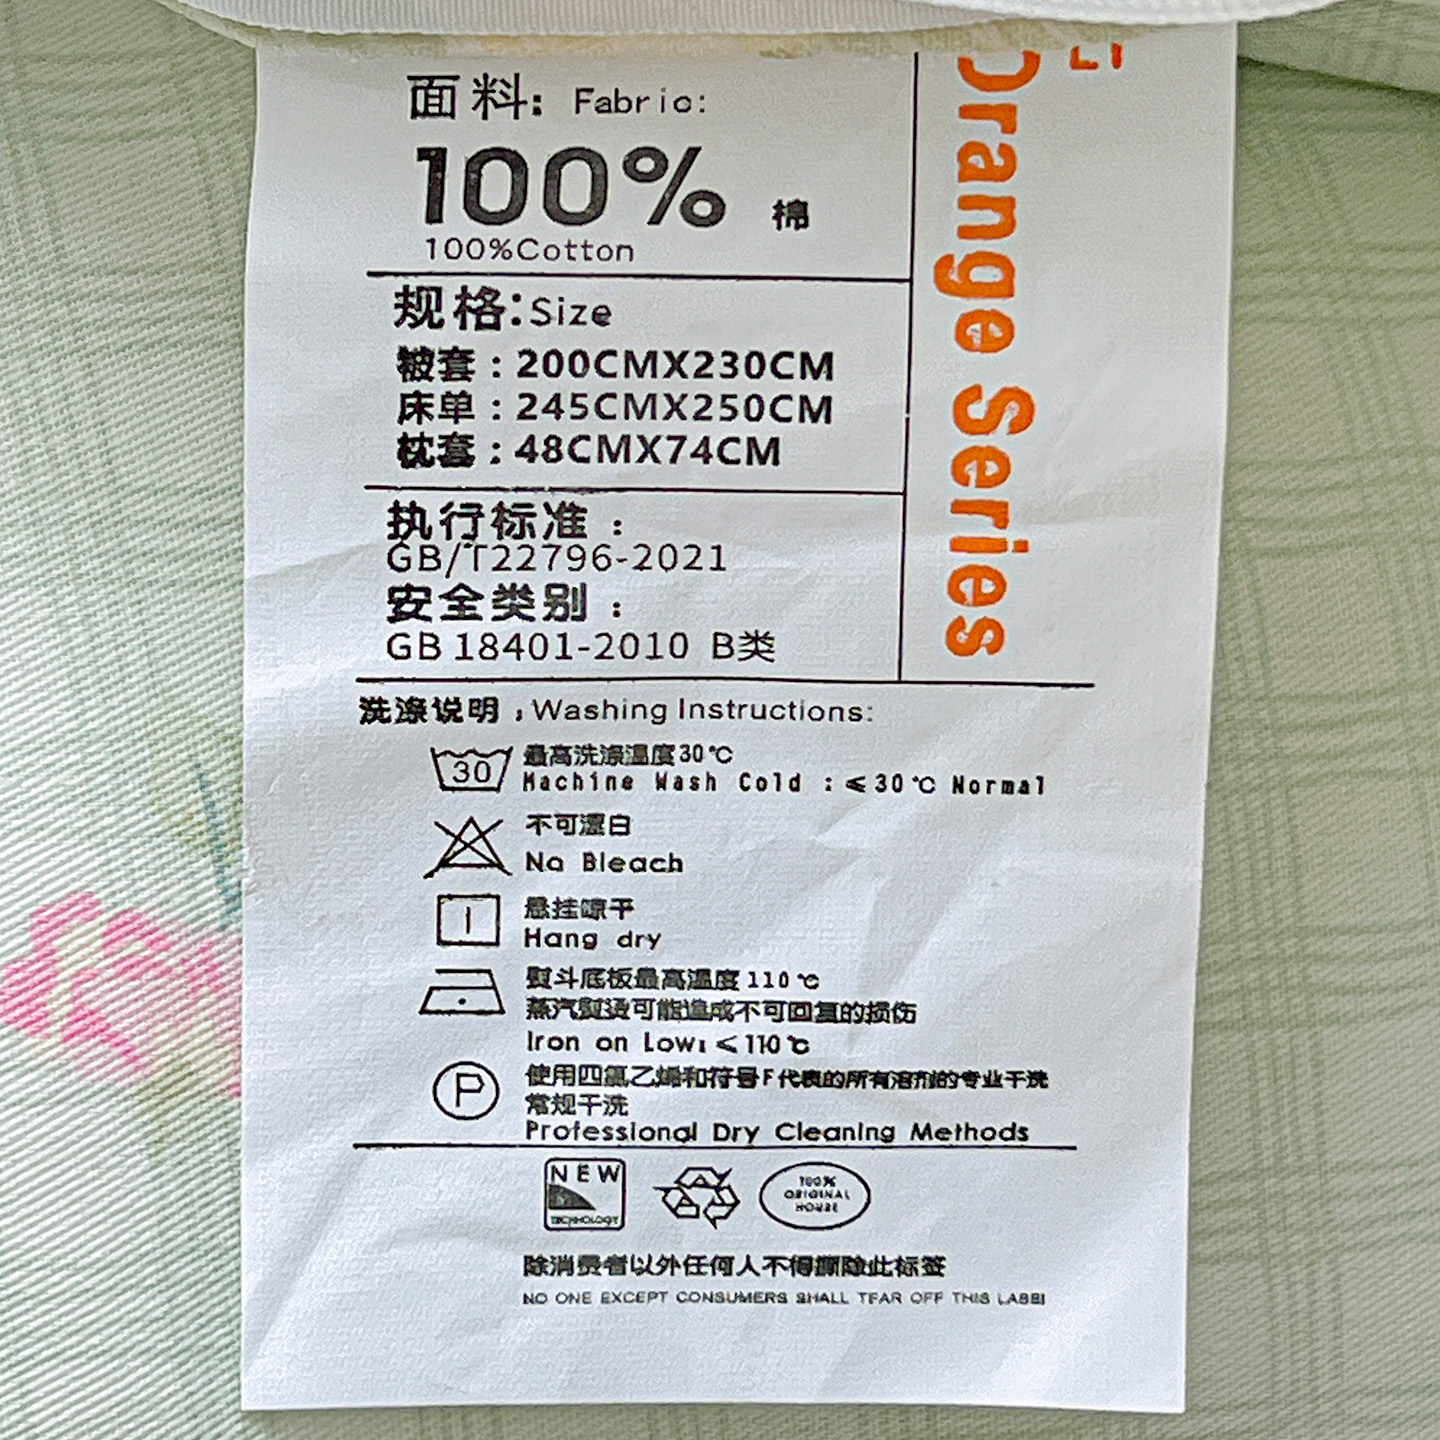 面料: Fabric:
100% 棉
100%Cotton
规格:Size
被套:200CMX230CM
床单:245CMX250CM
枕套:48CMX74CM
执行标准:
GB/T22796-2021
安全类别:
GB 18401-2010 B类
Orange Series
洗涤说明;Washing Instructions:
30
最高洗涤温度30℃
Machine Wash Cold :≤30℃ Normal
不可漂白
No Bleach
悬挂晾干
Hang dry
熨斗底板最高温度110℃
蒸汽熨烫可能造成不可回复的损伤
Iron on Low: <110℃
P
使用四氯乙烯和符号F代表的所有溶剂的专业干洗
常规干洗
Professional Dry Cleaning Methods
NEW
TECHNOLOGY
100%
ORIGINAL
HOUSE
除消费者以外任何人不得撕除此标签
NO ONE EXCEPT CONSUMERS SHALL TEAR OFF THIS LABEL